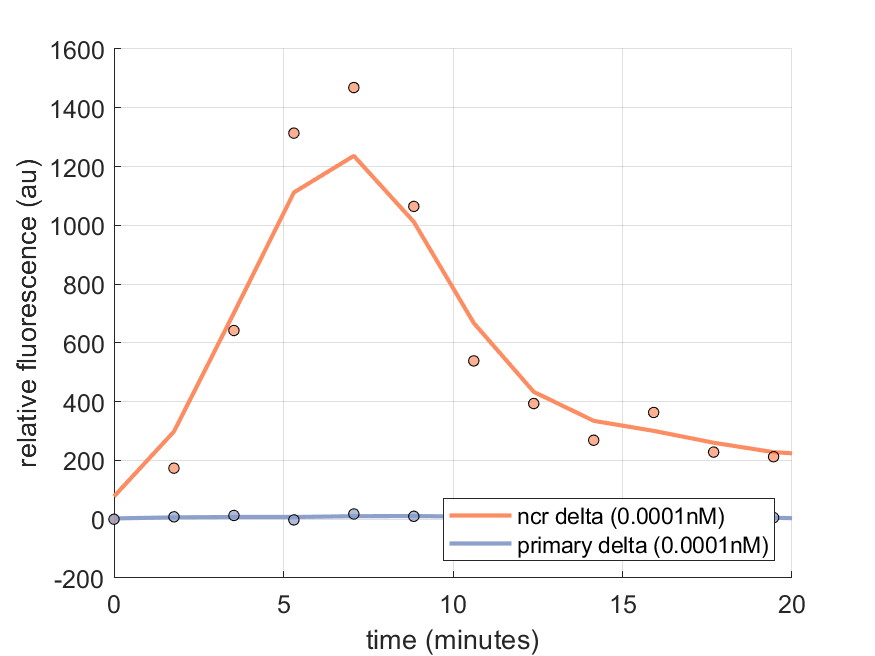 1600
1400
1200
1000
800
600
400
200
0
-200
relative fluorescence (au)
ncr delta (0.0001nM)
primary delta (0.0001nM)
0 5 10 15 20
time (minutes)